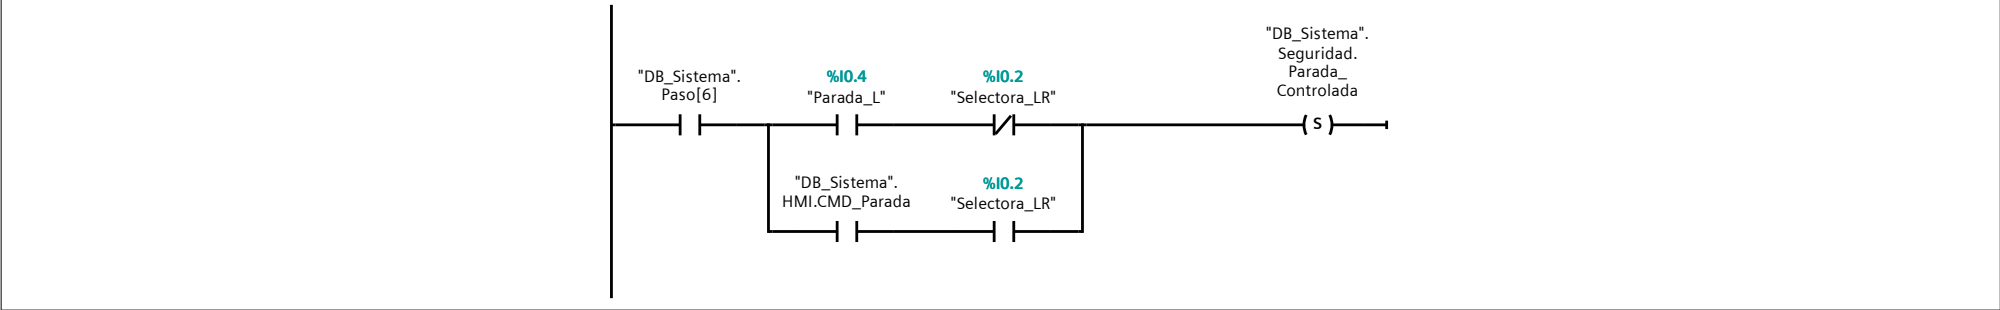 "DB_Sistema".
Seguridad.
Parada_
Controlada
"DB_Sistema".
Paso[6]
%I0.4
"Parada_L"
%I0.2
"Selectora_LR"
S
"DB_Sistema".
HMI.CMD_Parada
%I0.2
"Selectora_LR"